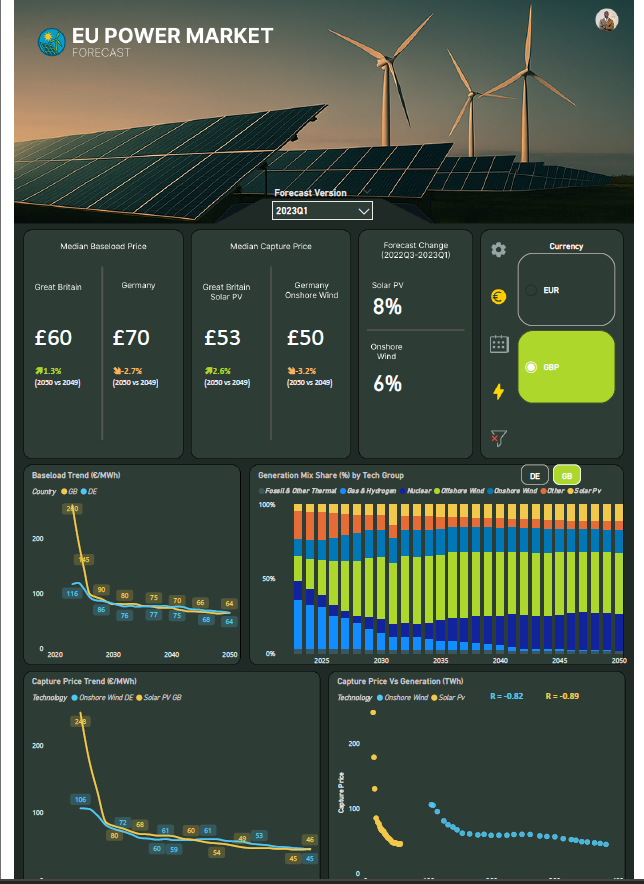 EU POWER MARKET
FORECAST
Forecast Version
2023Q1
Median Baseload Price
Great Britain
Germany
£60
£70
1.3%
-2.7%
(2050 vs 2049)
(2050 vs 2049)
Median Capture Price
Great Britain
Solar PV
Germany
Onshore Wind
£53
£50
2.6%
-3.2%
(2050 vs 2049)
(2050 vs 2049)
Forecast Change
(2022Q3-2023Q1)
Solar PV
8%
Onshore
Wind
6%
Currency
EUR
GBP
Baseload Trend (€/MWh)
Country GB DE
260
200
145
116
100
90
80
75
70
66
64
86
76
77
75
68
64
0
2020 2030 2040 2050
Generation Mix Share (%) by Tech Group
DE
GB
Fossil & Other Thermal Gas & Hydrogen Nuclear Offshore Wind Onshore Wind Other Solar Pv
100%
50%
0%
2025 2030 2035 2040 2045 2050
Capture Price Trend (€/MWh)
Technology Onshore Wind DE Solar PV GB
248
200
106
100
72
68
61
60
61
49
53
46
80
60
59
54
45
45
0
Capture Price Vs Generation (TWh)
Technology Onshore Wind Solar Pv
R = -0.82
R = -0.89
Capture Price
200
100
0